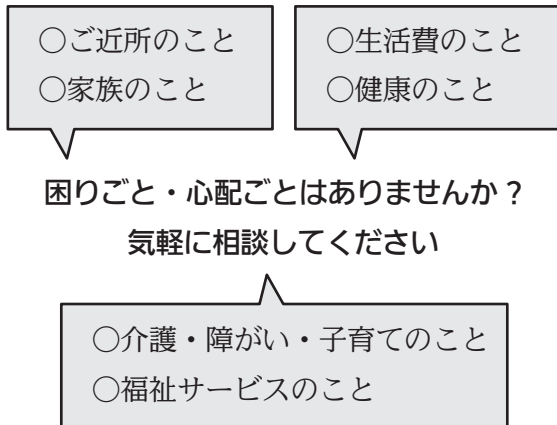 ○ご近所のこと
○家族のこと
○生活費のこと
○健康のこと
困りごと・心配ごとはありませんか？
気軽に相談してください
○介護・障がい・子育てのこと
○福祉サービスのこと